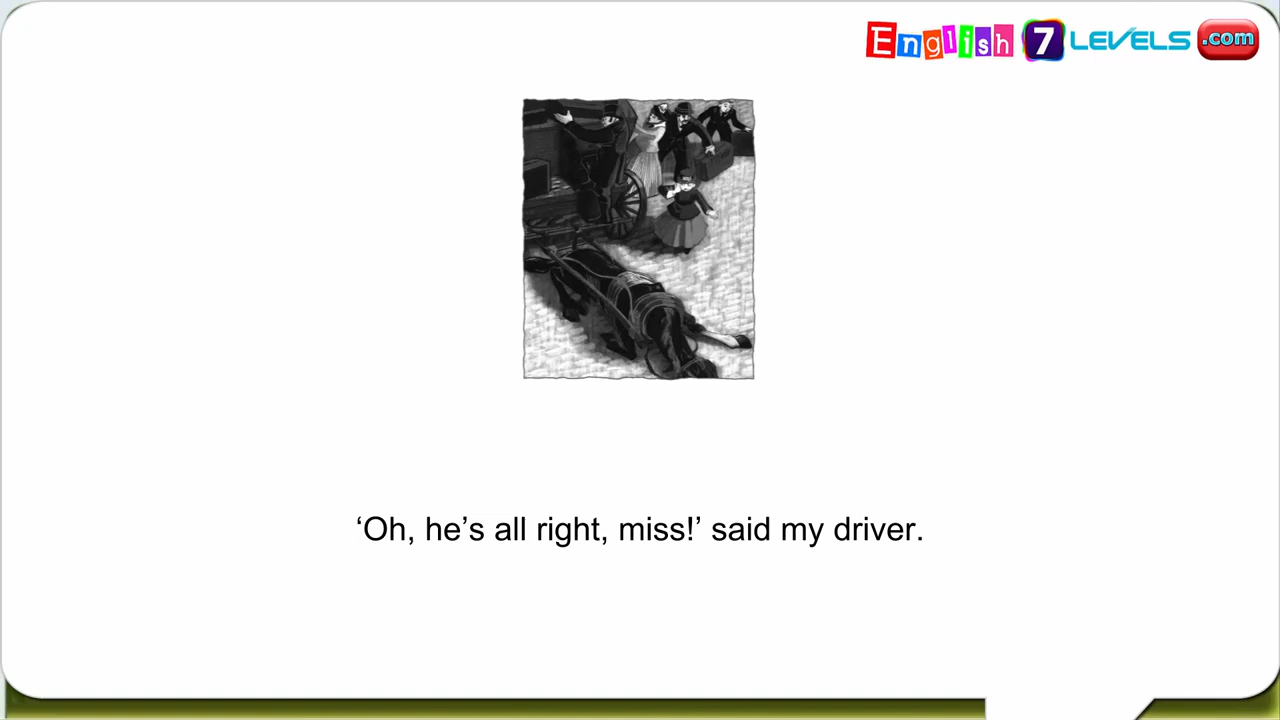 English 7 LEVELS .com
‘Oh, he’s all right, miss!’ said my driver.